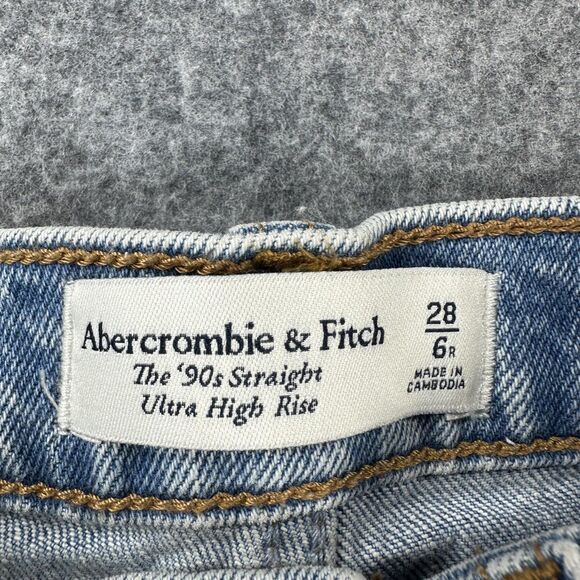 Abercrombie & Fitch
The ‘90s Straight
Ultra High Rise
28
6R
MADE IN
CAMBODIA